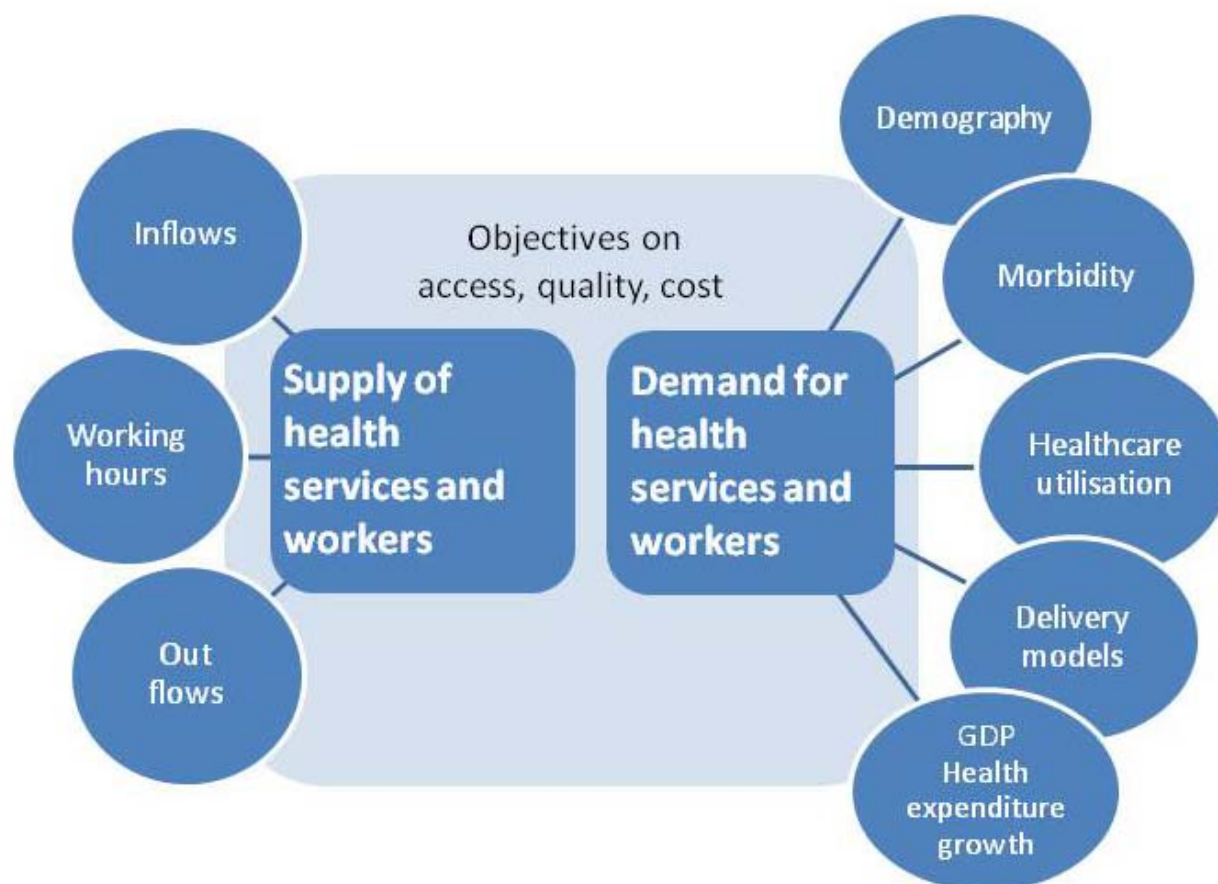 Objectives on
access, quality, cost
Inflows
Working
hours
Out
flows
Supply of
health
services and
workers
Demand for
health
services and
workers
Demography
Morbidity
Healthcare
utilisation
Delivery
models
GDP
Health
expenditure
growth